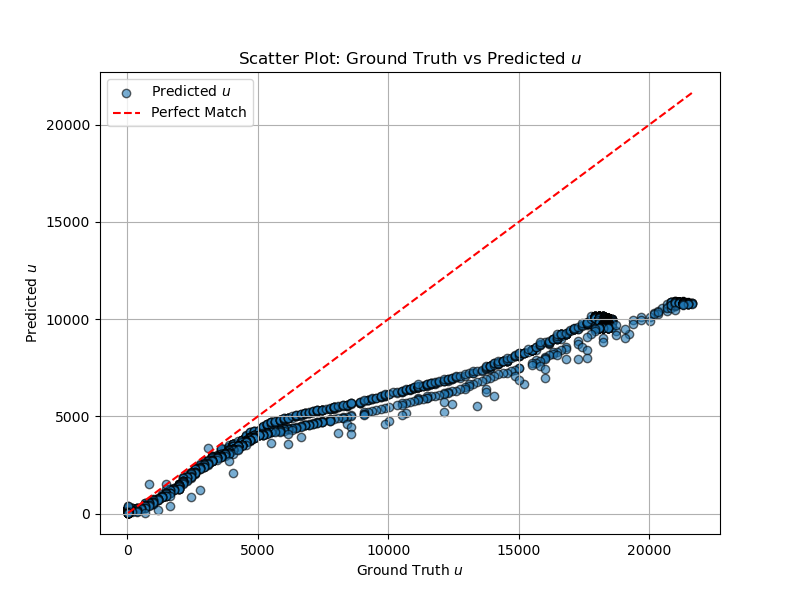 Scatter Plot: Ground Truth vs Predicted u
Predicted u
Perfect Match
20000
15000
10000
5000
0
Predicted u
0 5000 10000 15000 20000
Ground Truth u